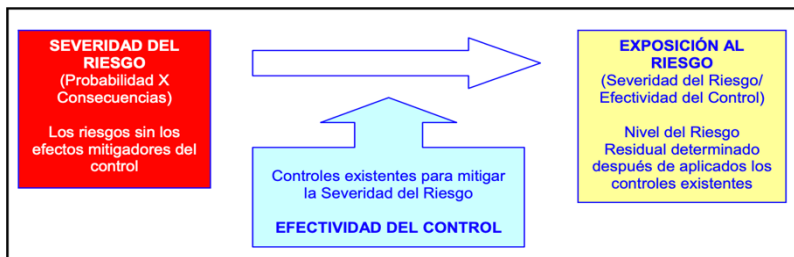 SEVERIDAD DEL
RIESGO
(Probabilidad X
Consecuencias)
Los riesgos sin los
efectos mitigadores del
control
Controles existentes para mitigar
la Severidad del Riesgo
EFECTIVIDAD DEL CONTROL
EXPOSICIÓN AL
RIESGO
(Severidad del Riesgo/
Efectividad del Control)
Nivel del Riesgo
Residual determinado
después de aplicados los
controles existentes